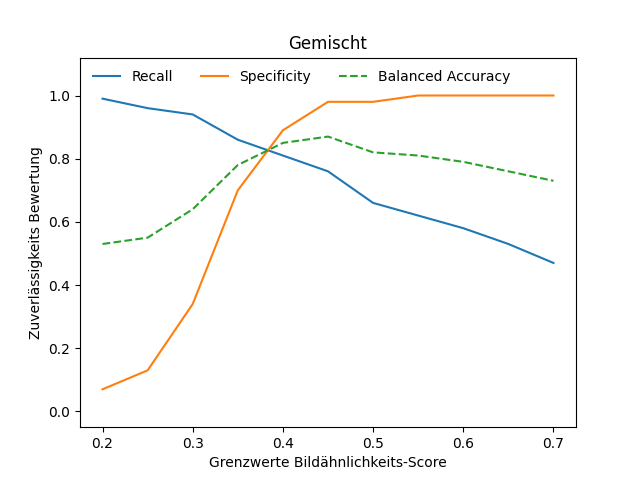 Gemischt
Recall
Specificity
Balanced Accuracy
1.0
0.8
0.6
0.4
0.2
0.0
Zuverlässigkeits Bewertung
0.2 0.3 0.4 0.5 0.6 0.7
Grenzwerte Bildähnlichkeits-Score